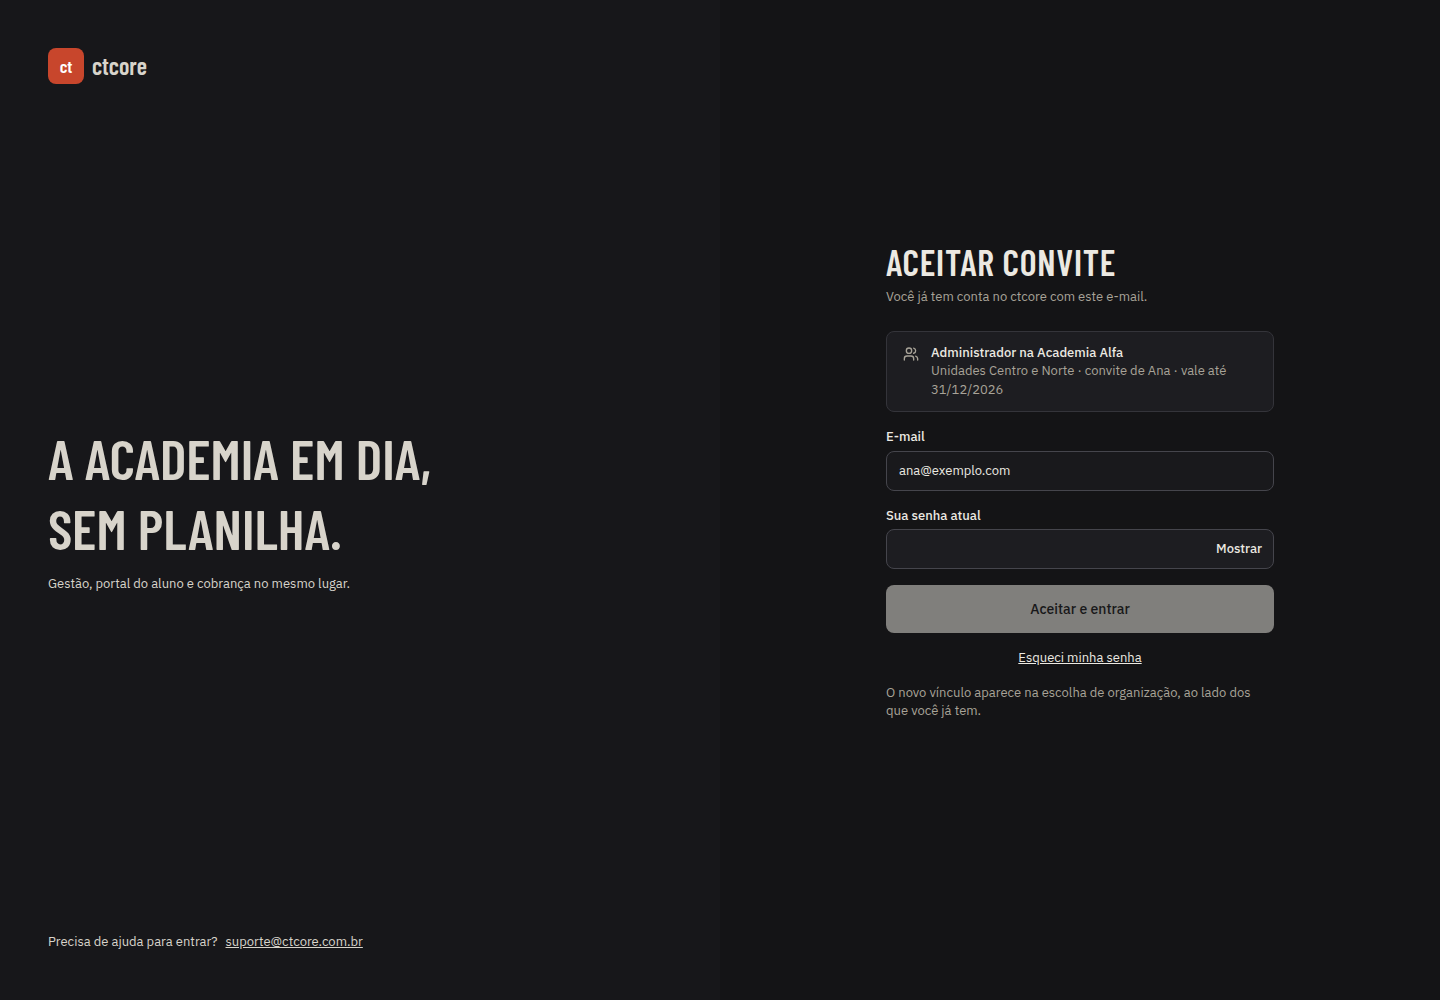 ct ctcore
A ACADEMIA EM DIA,
SEM PLANILHA.
Gestão, portal do aluno e cobrança no mesmo lugar.
Precisa de ajuda para entrar? suporte@ctcore.com.br
ACEITAR CONVITE
Você já tem conta no ctcore com este e-mail.
Administrador na Academia Alfa
Unidades Centro e Norte · convite de Ana · vale até
31/12/2026
E-mail
ana@exemplo.com
Sua senha atual
Mostrar
Aceitar e entrar
Esqueci minha senha
O novo vínculo aparece na escolha de organização, ao lado dos
que você já tem.